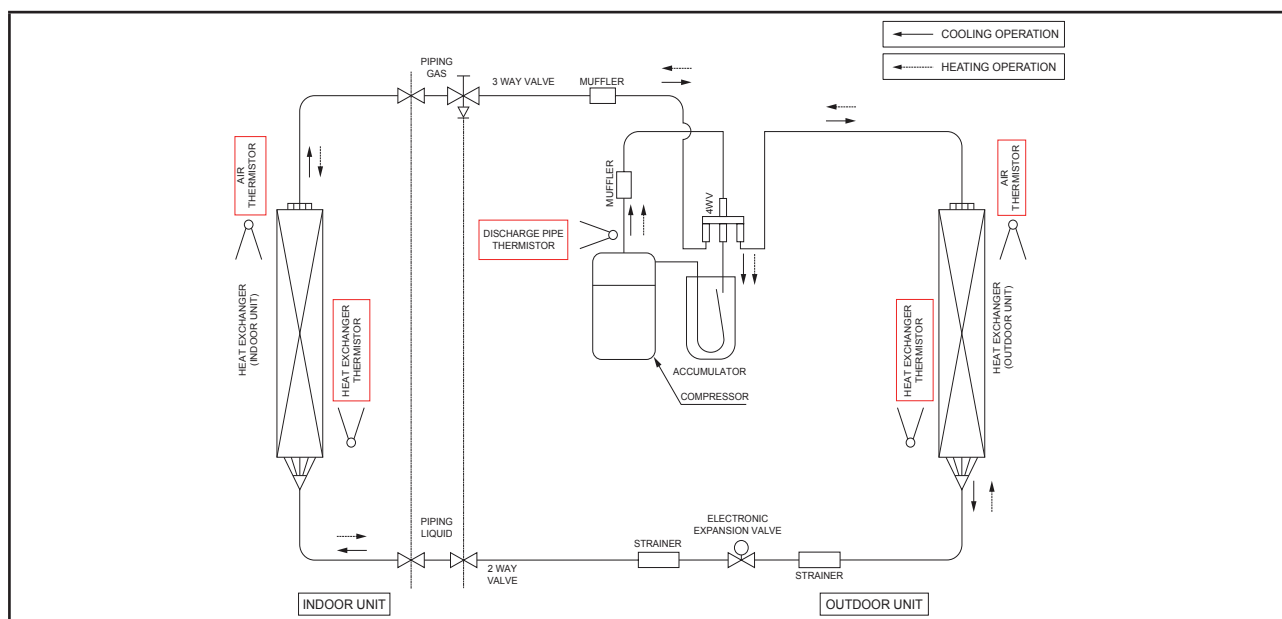 COOLING OPERATION
HEATING OPERATION
PIPING
GAS
3 WAY VALVE
MUFFLER
AIR
THERMISTOR
MUFFLER
4WV
AIR
THERMISTOR
DISCHARGE PIPE
THERMISTOR
HEAT EXCHANGER
(INDOOR UNIT)
HEAT EXCHANGER
THERMISTOR
HEAT EXCHANGER
THERMISTOR
HEAT EXCHANGER
(OUTDOOR UNIT)
ACCUMULATOR
COMPRESSOR
PIPING
LIQUID
2 WAY
VALVE
STRAINER
ELECTRONIC
EXPANSION VALVE
STRAINER
INDOOR UNIT
OUTDOOR UNIT